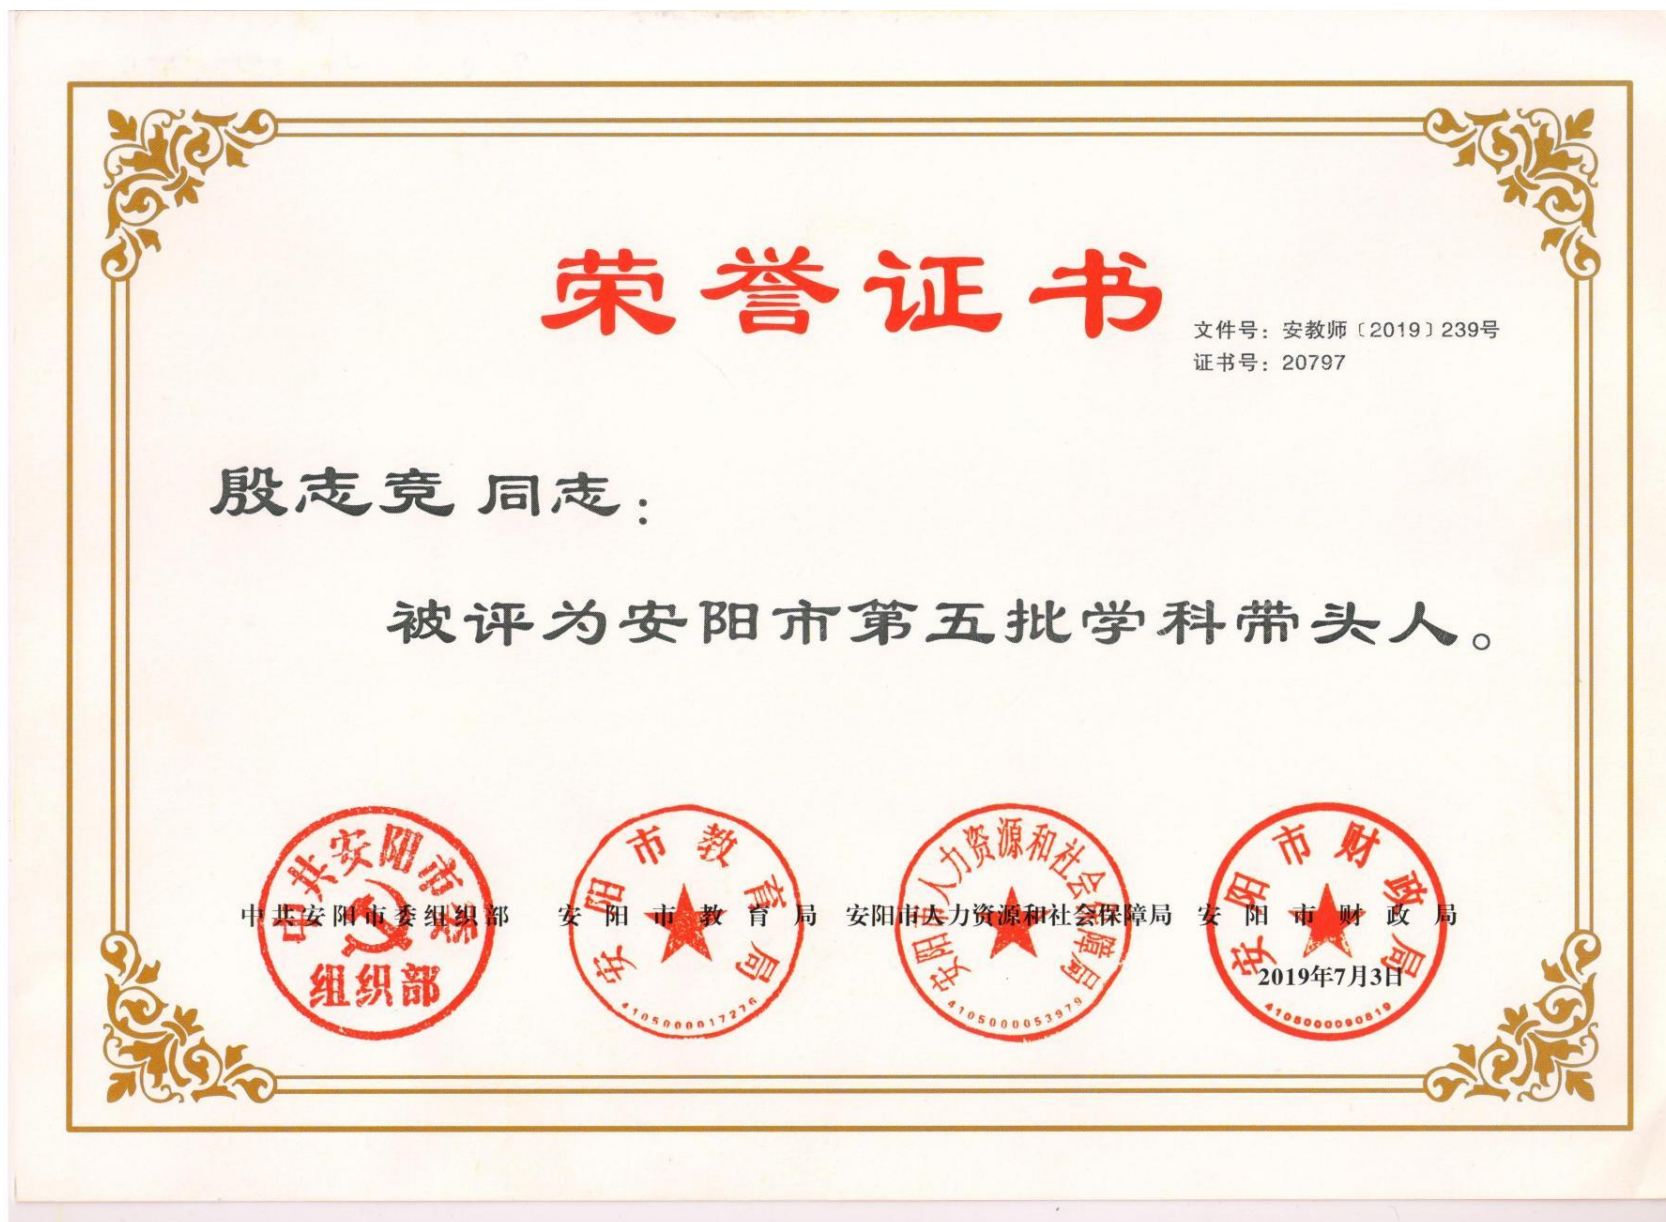 荣誉证书
文件号：安教师〔2019〕239号
证书号：20797
殷志竞 同志：
被评为安阳市第五批学科带头人。
中共安阳市委组织部 安阳市教育局 安阳市人力资源和社会保障局 安阳市财政局
2019年7月3日
中共安阳市委
组织部
安阳市教育局
4105000017276
安阳市人力资源和社会保障局
4105000053979
安阳市财政局
4105000090819